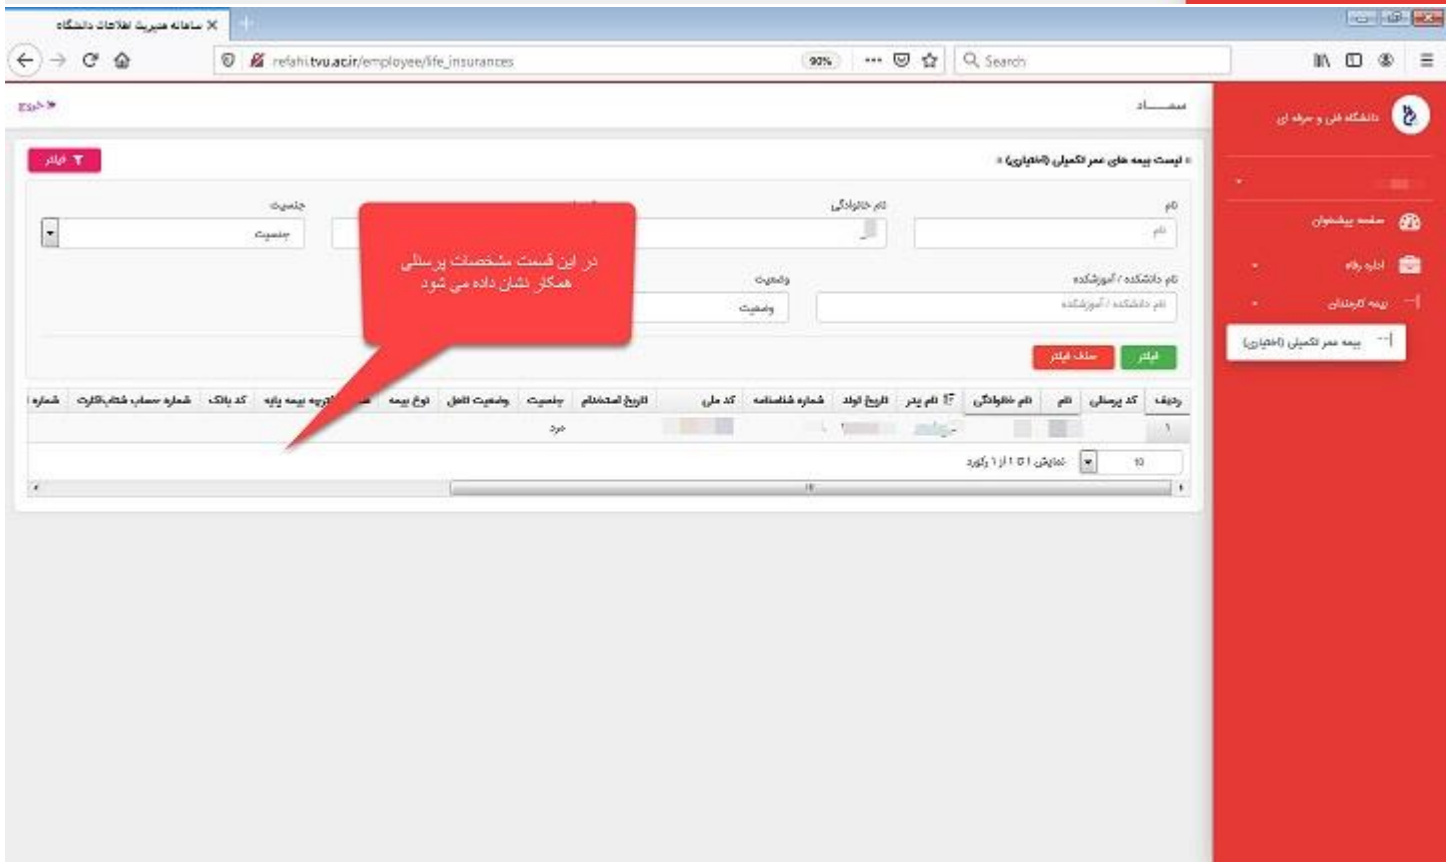 سامانه مدیریت اطلاعات دانشگاه
refahi.tvu.ac.ir/employee/life_insurances
90%
Search
دانشگاه فنی و حرفه ای
سمــــاد
خروج
لیست بیمه های عمر تکمیلی (اختیاری)
فیلتر
نام
نام خانوادگی
جنسیت
نام
جنسیت
نام دانشکده / آموزشکده
وضعیت
نام دانشکده / آموزشکده
وضعیت
فیلتر
حذف فیلتر
در این قسمت مشخصات پرسنلی
همکار نشان داده می شود
ردیف
کد پرسنلی
نام
نام خانوادگی
نام پدر
تاریخ تولد
شماره شناسنامه
کد ملی
تاریخ استخدام
جنسیت
وضعیت تاهل
نوع بیمه
بیمه پایه
کد بانک
شماره حساب شتاب/کارت
شماره
۱
مرد
10
نمایش ۱ تا ۱ از ۱ رکورد
صفحه پیشخوان
اداره رفاه
بیمه کارمندان
بیمه عمر تکمیلی (اختیاری)